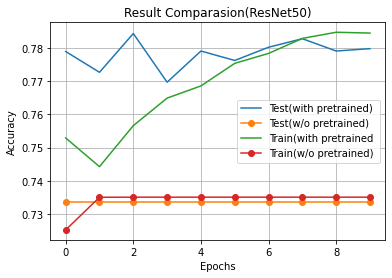 Result Comparasion(ResNet50)
0.78
0.77
0.76
0.75
0.74
0.73
Accuracy
Test(with pretrained)
Test(w/o pretrained)
Train(with pretrained
Train(w/o pretrained)
0 2 4 6 8
Epochs